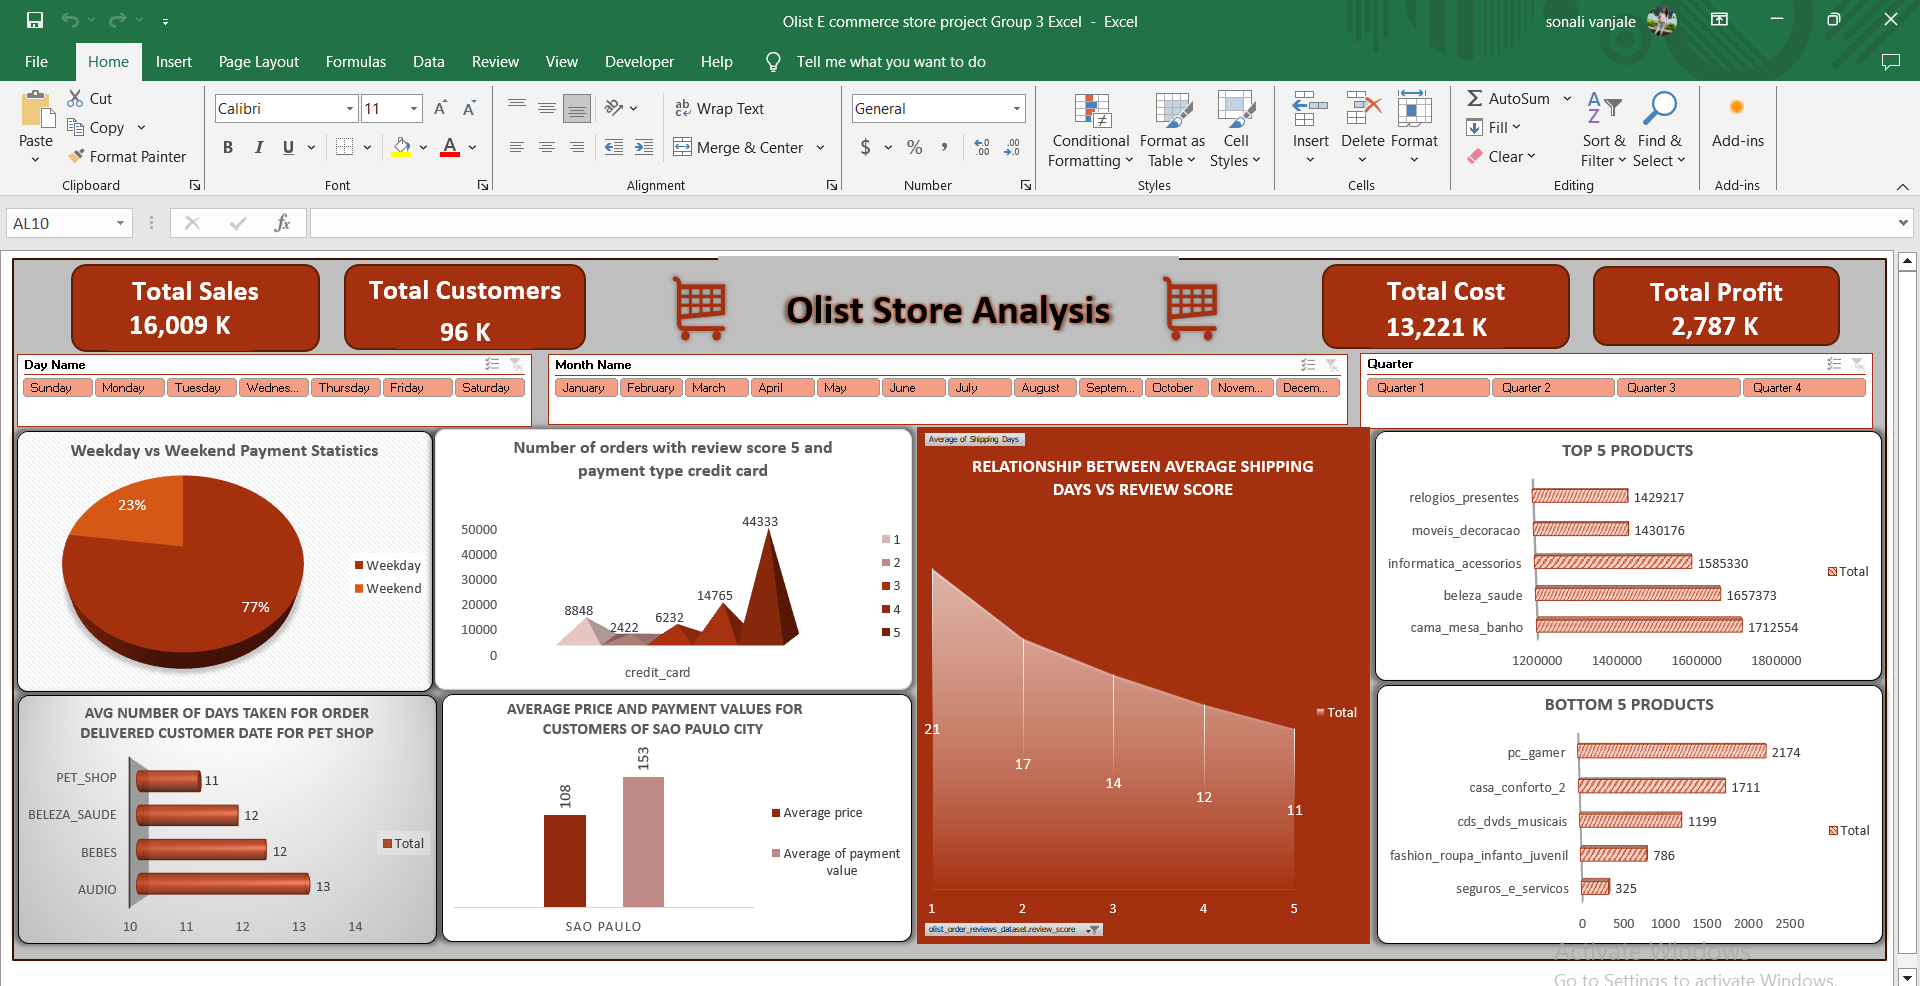 Olist E commerce store project Group 3 Excel - Excel
sonali vanjale
File Home Insert Page Layout Formulas Data Review View Developer Help Tell me what you want to do
Paste
Cut
Copy
Format Painter
Clipboard
Calibri 11
B I U
Font
Wrap Text
Merge & Center
Alignment
General
$ % ,
Number
Conditional Formatting
Format as Table
Cell Styles
Styles
Insert Delete Format
Cells
AutoSum
Fill
Clear
Sort & Filter
Find & Select
Editing
Add-ins
Add-ins
AL10
fx
Total Sales
16,009 K
Total Customers
96 K
Olist Store Analysis
Total Cost
13,221 K
Total Profit
2,787 K
Day Name
Sunday Monday Tuesday Wednes... Thursday Friday Saturday
Month Name
January February March April May June July August Septem... October Novem... Decem...
Quarter
Quarter 1 Quarter 2 Quarter 3 Quarter 4
Weekday vs Weekend Payment Statistics
23%
77%
Weekday
Weekend
Number of orders with review score 5 and
payment type credit card
50000
40000
30000
20000
10000
0
8848
2422
6232
14765
44333
credit_card
1
2
3
4
5
Average of Shipping Days
RELATIONSHIP BETWEEN AVERAGE SHIPPING
DAYS VS REVIEW SCORE
21
17
14
12
11
Total
1 2 3 4 5
olist_order_reviews_dataset.review_score
TOP 5 PRODUCTS
relogios_presentes 1429217
moveis_decoracao 1430176
informatica_acessorios 1585330
beleza_saude 1657373
cama_mesa_banho 1712554
1200000 1400000 1600000 1800000
Total
AVG NUMBER OF DAYS TAKEN FOR ORDER
DELIVERED CUSTOMER DATE FOR PET SHOP
PET_SHOP 11
BELEZA_SAUDE 12
BEBES 12
AUDIO 13
10 11 12 13 14
Total
AVERAGE PRICE AND PAYMENT VALUES FOR
CUSTOMERS OF SAO PAULO CITY
108
153
SAO PAULO
Average price
Average of payment
value
BOTTOM 5 PRODUCTS
pc_gamer 2174
casa_conforto_2 1711
cds_dvds_musicais 1199
fashion_roupa_infanto_juvenil 786
seguros_e_servicos 325
0 500 1000 1500 2000 2500
Total
Activate Windows
Go to Settings to activate Windows.